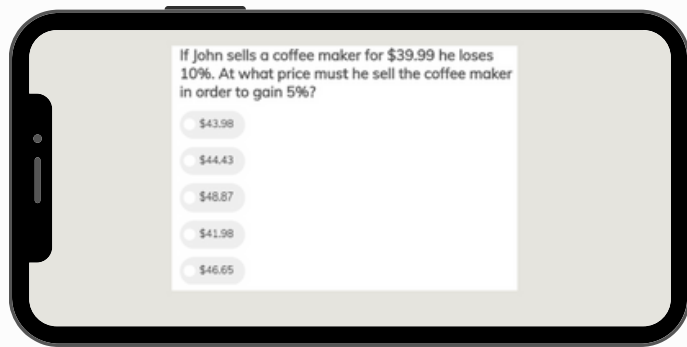 If John sells a coffee maker for $39.99 he loses
10%. At what price must he sell the coffee maker
in order to gain 5%?
$43.98
$44.43
$48.87
$41.98
$46.65